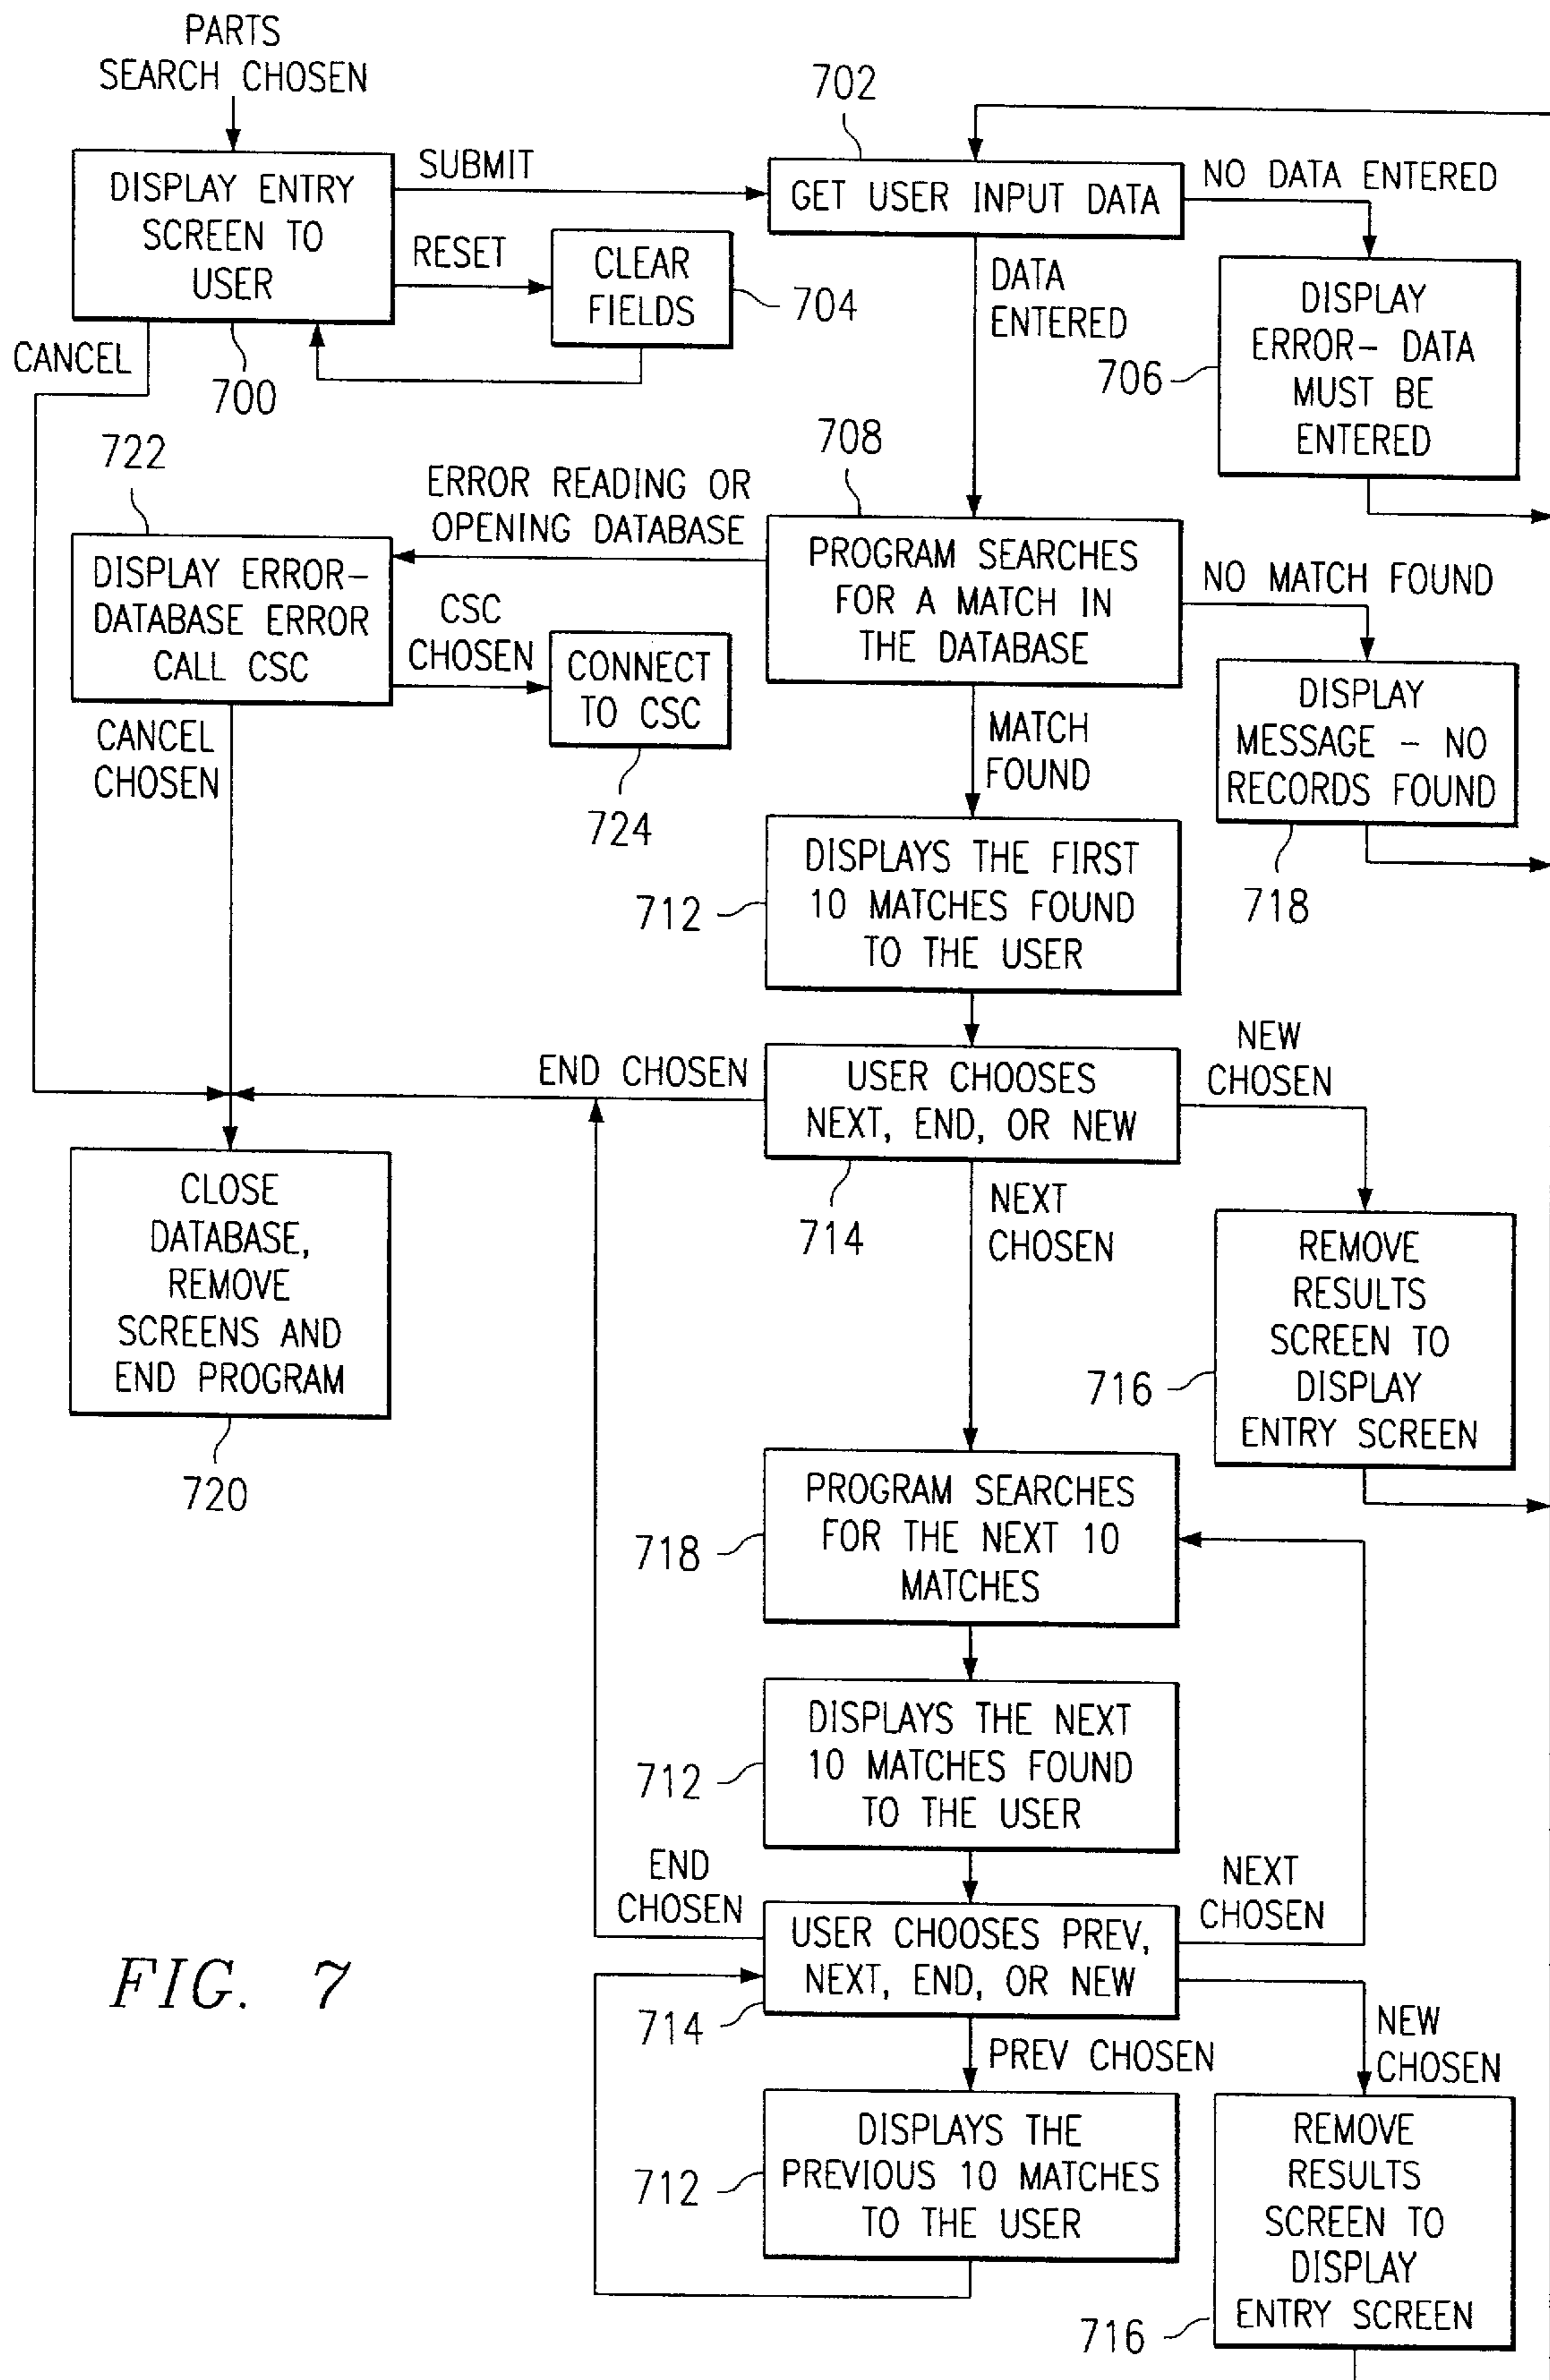 PARTS
SEARCH CHOSEN
DISPLAY ENTRY
SCREEN TO
USER
700
SUBMIT
RESET
CANCEL
CLEAR
FIELDS
704
702
GET USER INPUT DATA
NO DATA ENTERED
DATA
ENTERED
DISPLAY
ERROR- DATA
MUST BE
ENTERED
706
708
PROGRAM SEARCHES
FOR A MATCH IN
THE DATABASE
ERROR READING OR
OPENING DATABASE
722
DISPLAY ERROR-
DATABASE ERROR
CALL CSC
CSC
CHOSEN
CONNECT
TO CSC
724
CANCEL
CHOSEN
NO MATCH FOUND
DISPLAY
MESSAGE - NO
RECORDS FOUND
718
MATCH
FOUND
DISPLAYS THE FIRST
10 MATCHES FOUND
TO THE USER
712
END CHOSEN
USER CHOOSES
NEXT, END, OR NEW
714
NEW
CHOSEN
NEXT
CHOSEN
CLOSE
DATABASE,
REMOVE
SCREENS AND
END PROGRAM
720
REMOVE
RESULTS
SCREEN TO
DISPLAY
ENTRY SCREEN
716
PROGRAM SEARCHES
FOR THE NEXT 10
MATCHES
718
DISPLAYS THE NEXT
10 MATCHES FOUND
TO THE USER
712
END
CHOSEN
NEXT
CHOSEN
USER CHOOSES PREV,
NEXT, END, OR NEW
714
PREV CHOSEN
NEW
CHOSEN
DISPLAYS THE
PREVIOUS 10 MATCHES
TO THE USER
712
REMOVE
RESULTS
SCREEN TO
DISPLAY
ENTRY SCREEN
716
FIG. 7